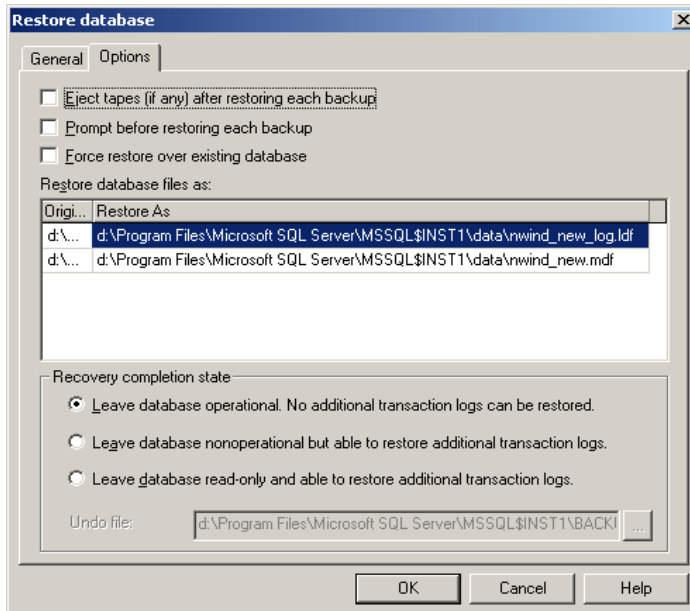 Restore database
General
Options
Eject tapes (if any) after restoring each backup
Prompt before restoring each backup
Force restore over existing database
Restore database files as:
Origi... Restore As
d:\... d:\Program Files\Microsoft SQL Server\MSSQL$INST1\data\nwind_new_log.ldf
d:\... d:\Program Files\Microsoft SQL Server\MSSQL$INST1\data\nwind_new.mdf
Recovery completion state
Leave database operational. No additional transaction logs can be restored.
Leave database nonoperational but able to restore additional transaction logs.
Leave database read-only and able to restore additional transaction logs.
Undo file: d:\Program Files\Microsoft SQL Server\MSSQL$INST1\BACKI ...
OK Cancel Help